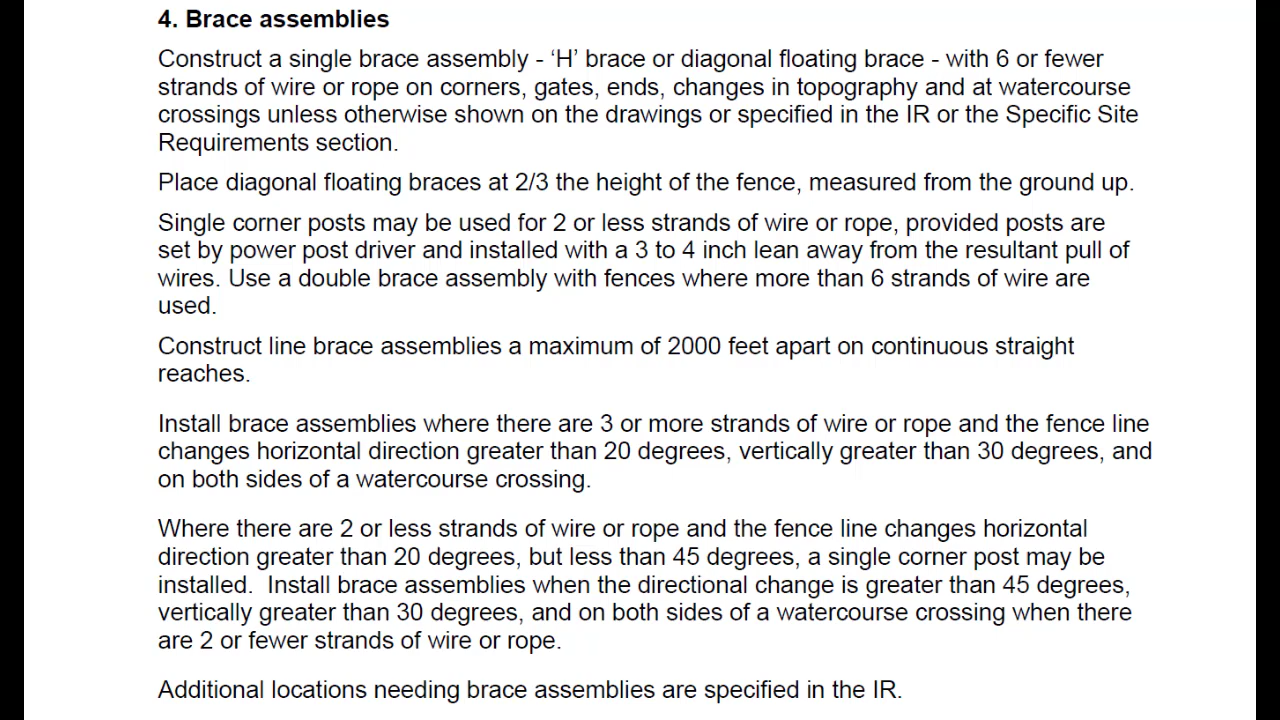 4. Brace assemblies
Construct a single brace assembly - ‘H’ brace or diagonal floating brace - with 6 or fewer
strands of wire or rope on corners, gates, ends, changes in topography and at watercourse
crossings unless otherwise shown on the drawings or specified in the IR or the Specific Site
Requirements section.
Place diagonal floating braces at 2/3 the height of the fence, measured from the ground up.
Single corner posts may be used for 2 or less strands of wire or rope, provided posts are
set by power post driver and installed with a 3 to 4 inch lean away from the resultant pull of
wires. Use a double brace assembly with fences where more than 6 strands of wire are
used.
Construct line brace assemblies a maximum of 2000 feet apart on continuous straight
reaches.
Install brace assemblies where there are 3 or more strands of wire or rope and the fence line
changes horizontal direction greater than 20 degrees, vertically greater than 30 degrees, and
on both sides of a watercourse crossing.
Where there are 2 or less strands of wire or rope and the fence line changes horizontal
direction greater than 20 degrees, but less than 45 degrees, a single corner post may be
installed.  Install brace assemblies when the directional change is greater than 45 degrees,
vertically greater than 30 degrees, and on both sides of a watercourse crossing when there
are 2 or fewer strands of wire or rope.
Additional locations needing brace assemblies are specified in the IR.